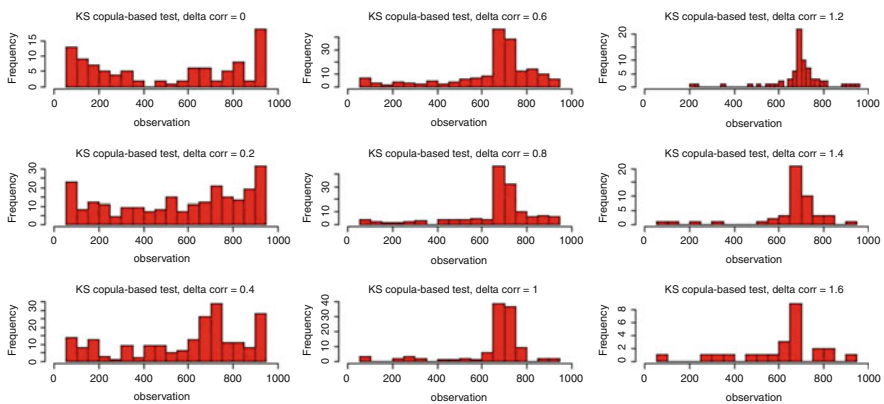 KS copula-based test, delta corr = 0
Frequency
0 5 10 15
0 200 400 600 800 1000
observation
KS copula-based test, delta corr = 0.6
Frequency
0 10 30
0 200 400 600 800 1000
observation
KS copula-based test, delta corr = 1.2
Frequency
0 5 10 20
0 200 400 600 800 1000
observation
KS copula-based test, delta corr = 0.2
Frequency
0 10 20 30
0 200 400 600 800 1000
observation
KS copula-based test, delta corr = 0.8
Frequency
0 10 30
0 200 400 600 800 1000
observation
KS copula-based test, delta corr = 1.4
Frequency
0 5 10 20
0 200 400 600 800 1000
observation
KS copula-based test, delta corr = 0.4
Frequency
0 10 20 30
0 200 400 600 800 1000
observation
KS copula-based test, delta corr = 1
Frequency
0 10 20 30 40
0 200 400 600 800 1000
observation
KS copula-based test, delta corr = 1.6
Frequency
0 2 4 6 8
0 200 400 600 800 1000
observation